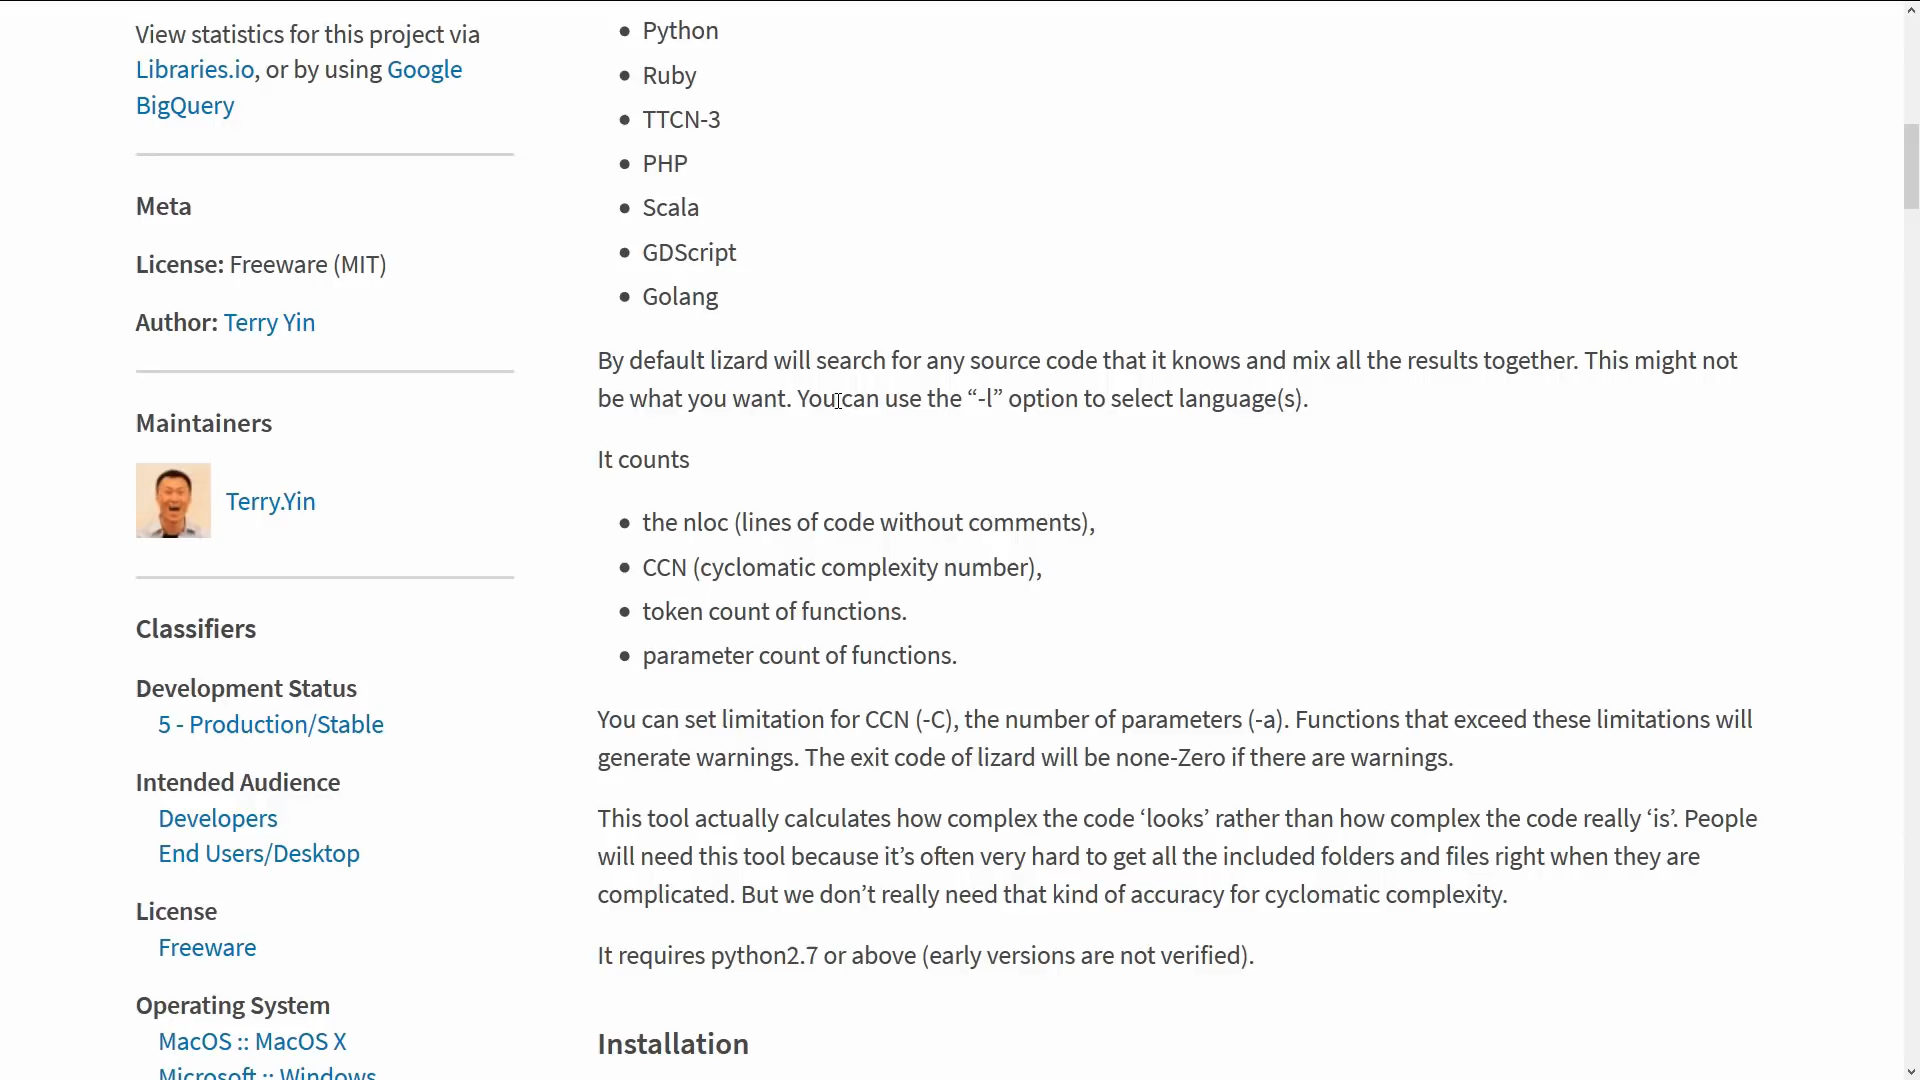 View statistics for this project via
Libraries.io, or by using Google
BigQuery
Meta
License: Freeware (MIT)
Author: Terry Yin
Maintainers
Terry.Yin
Classifiers
Development Status
5 - Production/Stable
Intended Audience
Developers
End Users/Desktop
License
Freeware
Operating System
MacOS :: MacOS X
Microsoft :: Windows
Python
Ruby
TTCN-3
PHP
Scala
GDScript
Golang
By default lizard will search for any source code that it knows and mix all the results together. This might not
be what you want. You can use the “-l” option to select language(s).
It counts
the nloc (lines of code without comments),
CCN (cyclomatic complexity number),
token count of functions.
parameter count of functions.
You can set limitation for CCN (-C), the number of parameters (-a). Functions that exceed these limitations will
generate warnings. The exit code of lizard will be none-Zero if there are warnings.
This tool actually calculates how complex the code ‘looks’ rather than how complex the code really ‘is’. People
will need this tool because it’s often very hard to get all the included folders and files right when they are
complicated. But we don’t really need that kind of accuracy for cyclomatic complexity.
It requires python2.7 or above (early versions are not verified).
Installation